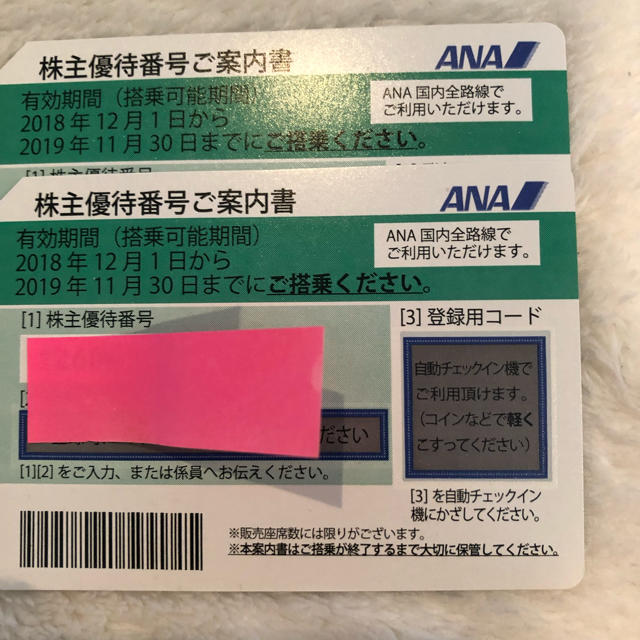 株主優待番号ご案内書
ANA
有効期間（搭乗可能期間）
2018年12月1日から
2019年11月30日までにご搭乗ください。
ANA国内全路線で
ご利用いただけます。
[1]株主優待番号
株主優待番号ご案内書
ANA
有効期間（搭乗可能期間）
2018年12月1日から
2019年11月30日までにご搭乗ください。
ANA国内全路線で
ご利用いただけます。
[1] 株主優待番号
ださい
[1][2]をご入力、または係員へお伝えください。
[3] 登録用コード
自動チェックイン機で
ご利用頂けます。
（コインなどで軽く
こすってください）
[3]を自動チェックイン
機にかざしてください。
※販売座席数には限りがございます。
※本案内書はご搭乗が終了するまで大切に保管してください。